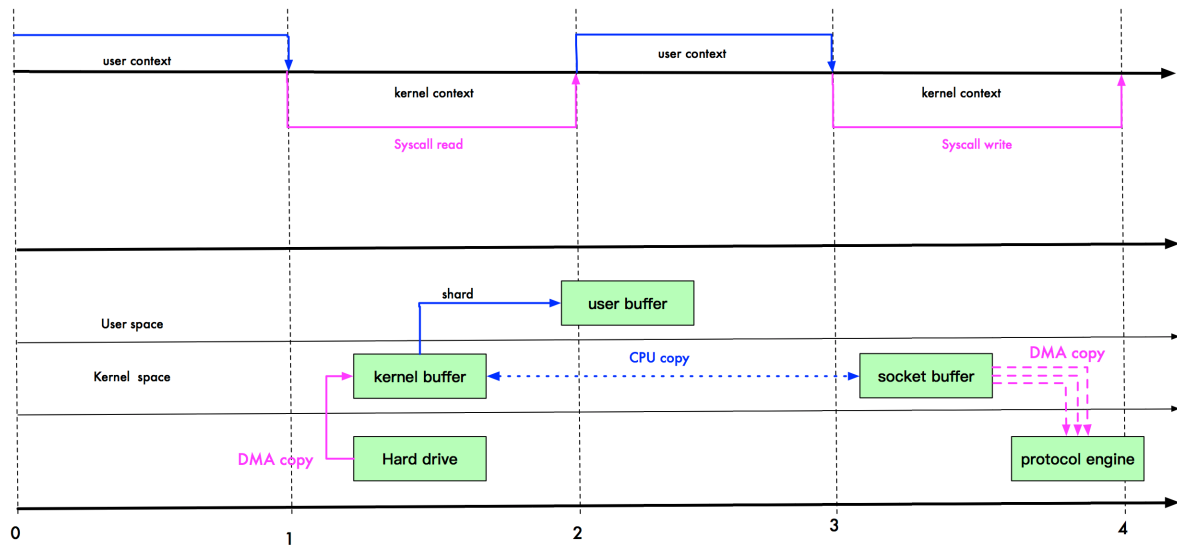 user context
user context
kernel context
kernel context
Syscall read
Syscall write
shard
user buffer
User space
CPU copy
DMA copy
Kernel space
kernel buffer
socket buffer
DMA copy
Hard drive
protocol engine
0
1
2
3
4